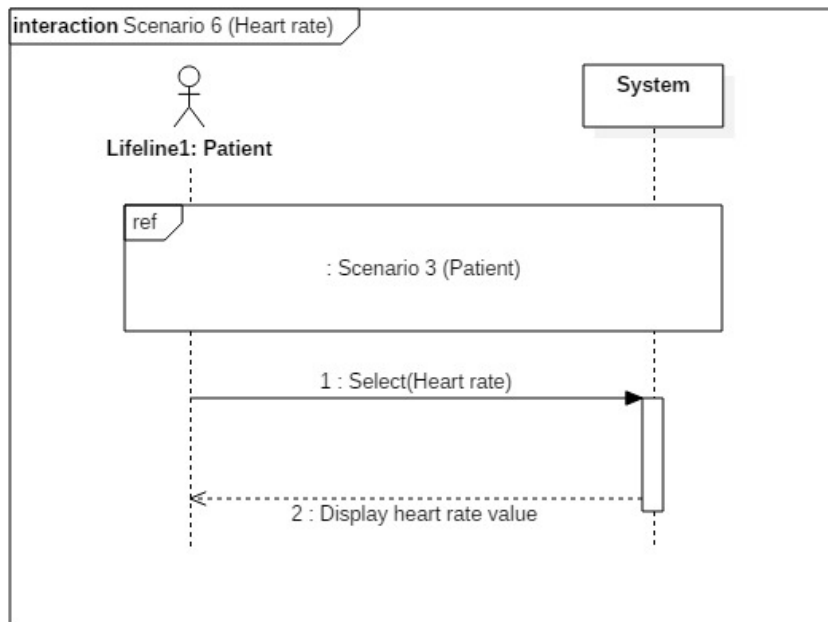 interaction Scenario 6 (Heart rate)
System
Lifeline1: Patient
ref
: Scenario 3 (Patient)
1 : Select(Heart rate)
2 : Display heart rate value